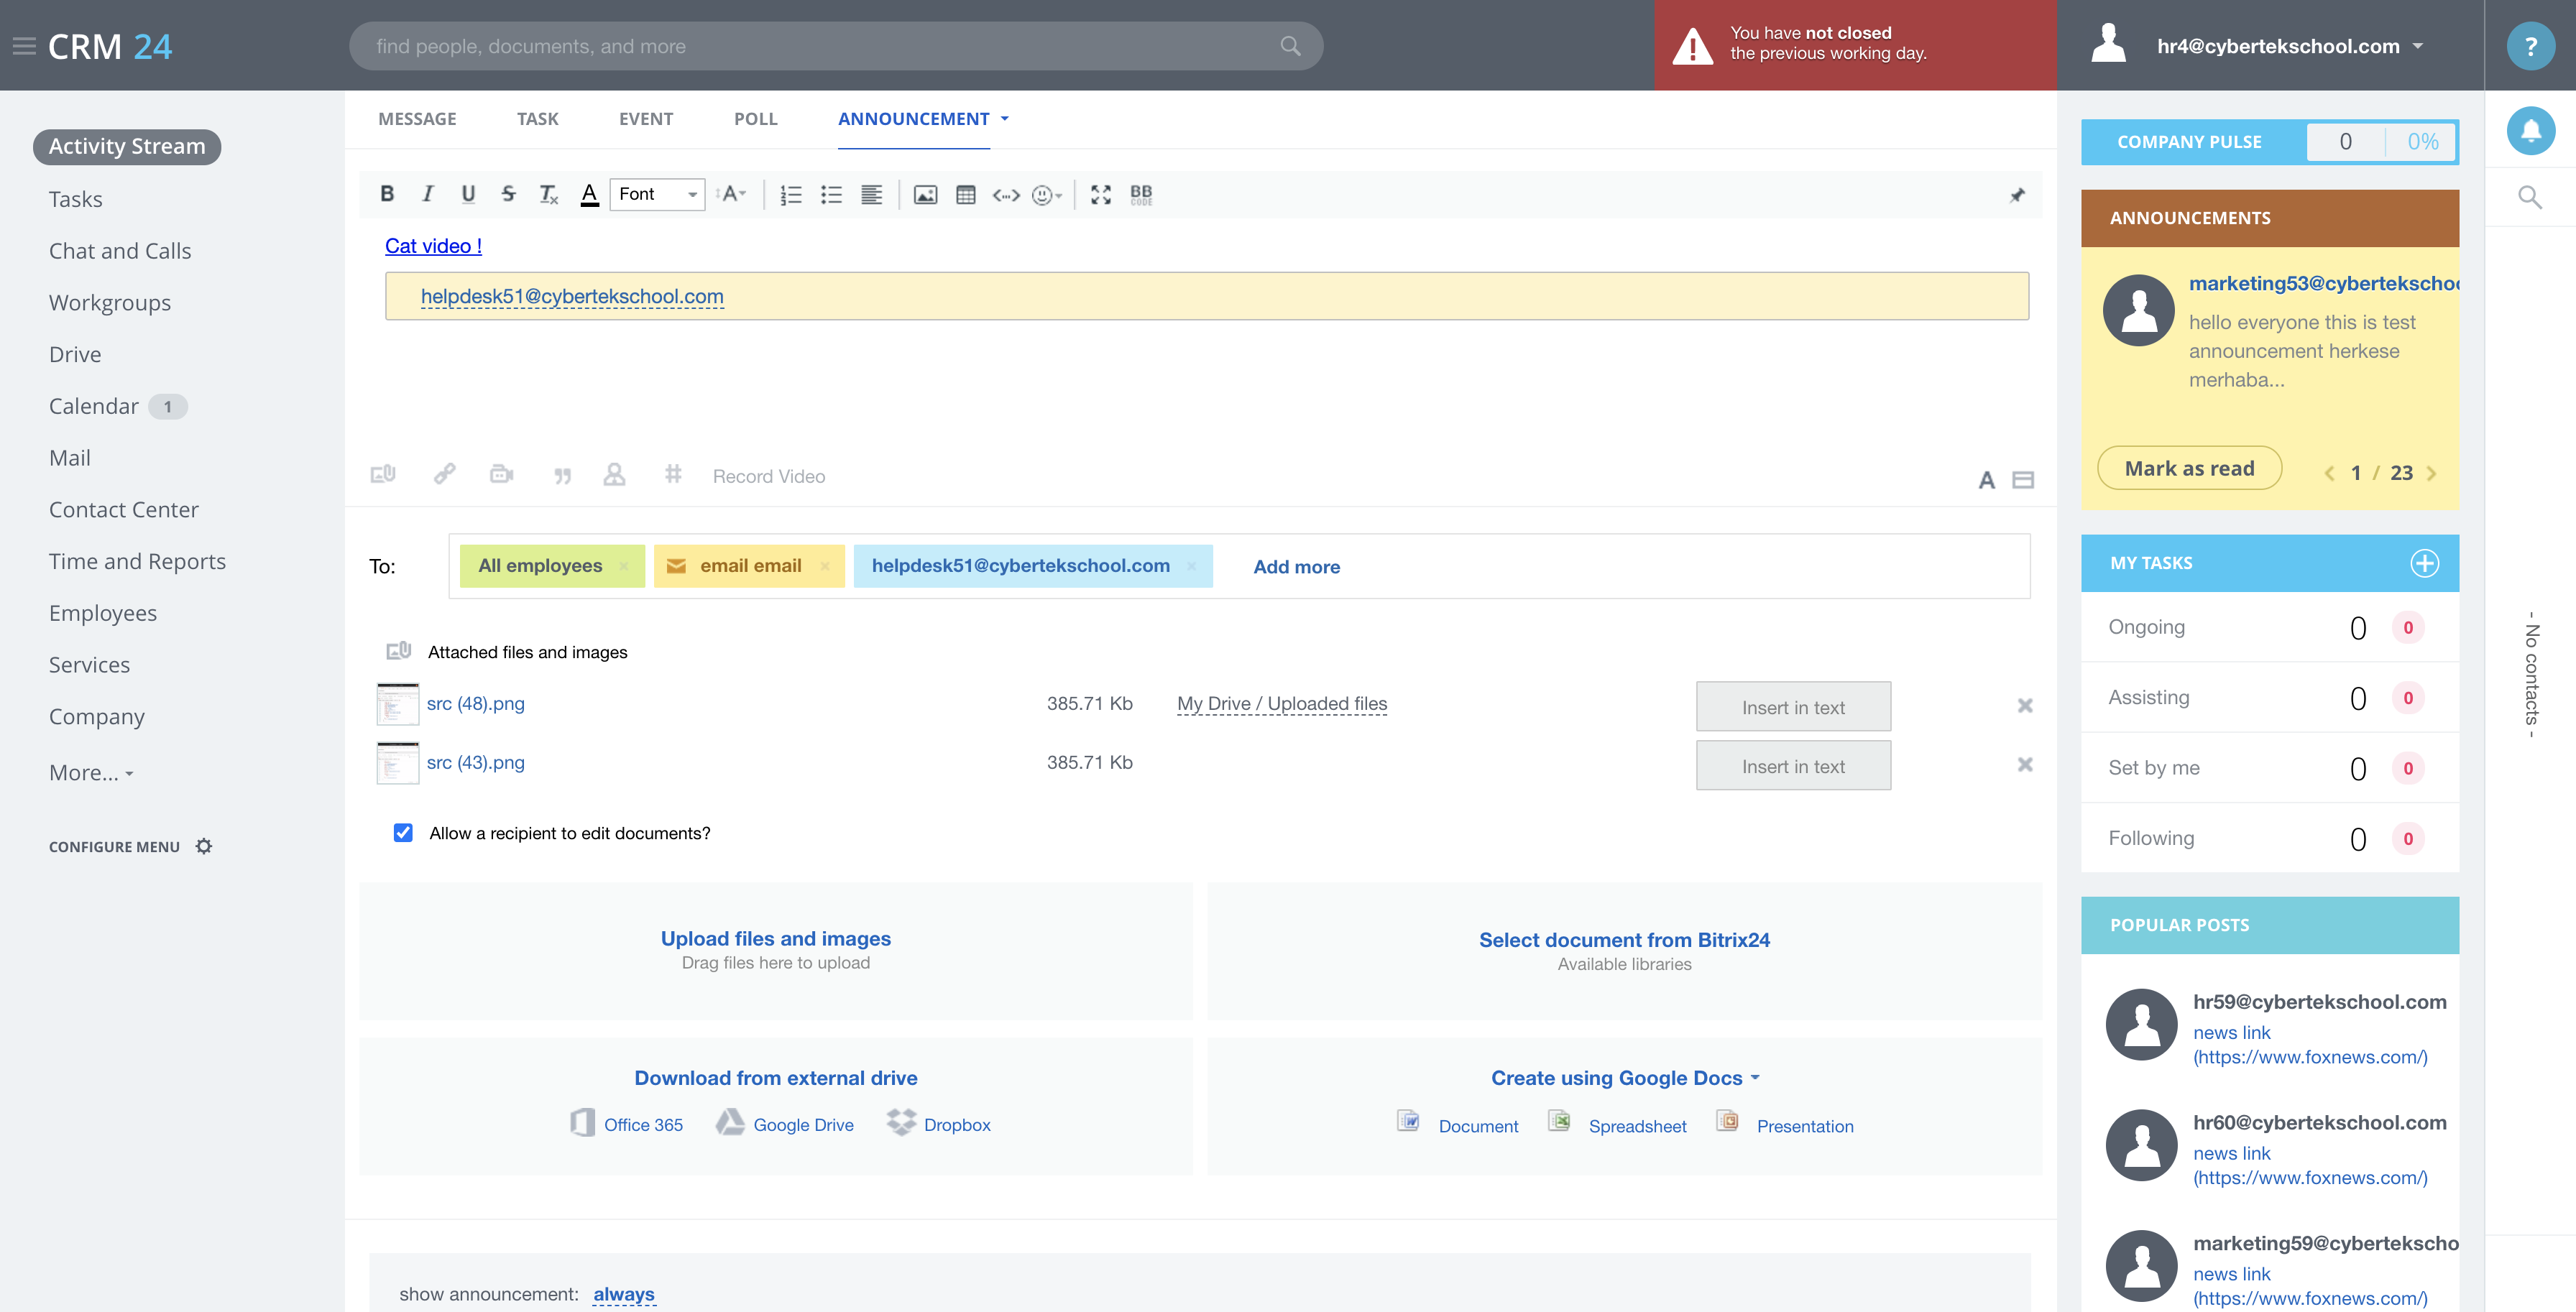 CRM 24
find people, documents, and more
You have not closed
the previous working day.
hr4@cybertekschool.com
?
Activity Stream
Tasks
Chat and Calls
Workgroups
Drive
Calendar 1
Mail
Contact Center
Time and Reports
Employees
Services
Company
More...
CONFIGURE MENU
MESSAGE TASK EVENT POLL ANNOUNCEMENT
B I U S Tx A Font A BB CODE
Cat video !
helpdesk51@cybertekschool.com
# Record Video A
To: All employees email email helpdesk51@cybertekschool.com Add more
Attached files and images
src (48).png 385.71 Kb My Drive / Uploaded files Insert in text
src (43).png 385.71 Kb Insert in text
Allow a recipient to edit documents?
Upload files and images
Drag files here to upload
Select document from Bitrix24
Available libraries
Download from external drive
Office 365 Google Drive Dropbox
Create using Google Docs
Document Spreadsheet Presentation
show announcement: always
COMPANY PULSE 0 0%
ANNOUNCEMENTS
marketing53@cybertekschoo
hello everyone this is test
announcement herkese
merhaba...
Mark as read 1 / 23
MY TASKS
Ongoing 0 0
Assisting 0 0
Set by me 0 0
Following 0 0
POPULAR POSTS
hr59@cybertekschool.com
news link
(https://www.foxnews.com/)
hr60@cybertekschool.com
news link
(https://www.foxnews.com/)
marketing59@cyberteksho
news link
(https://www.foxnews.com/)
- No contacts -